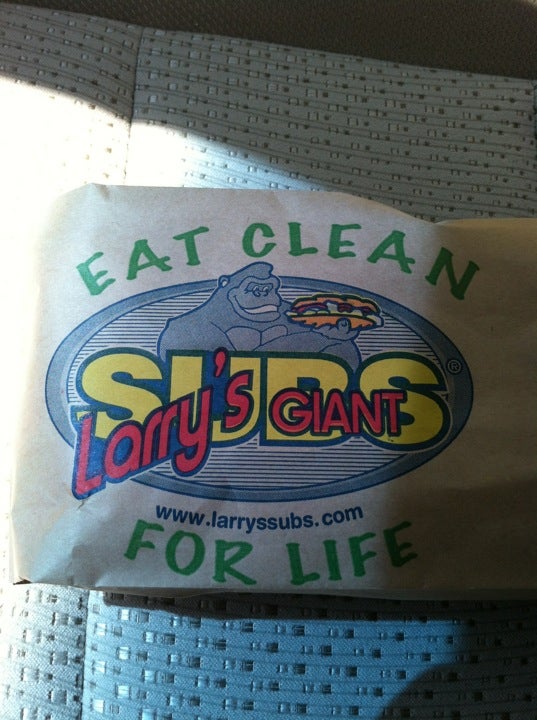 EAT CLEAN
SUBS
Larry's GIANT
®
www.larryssubs.com
FOR LIFE